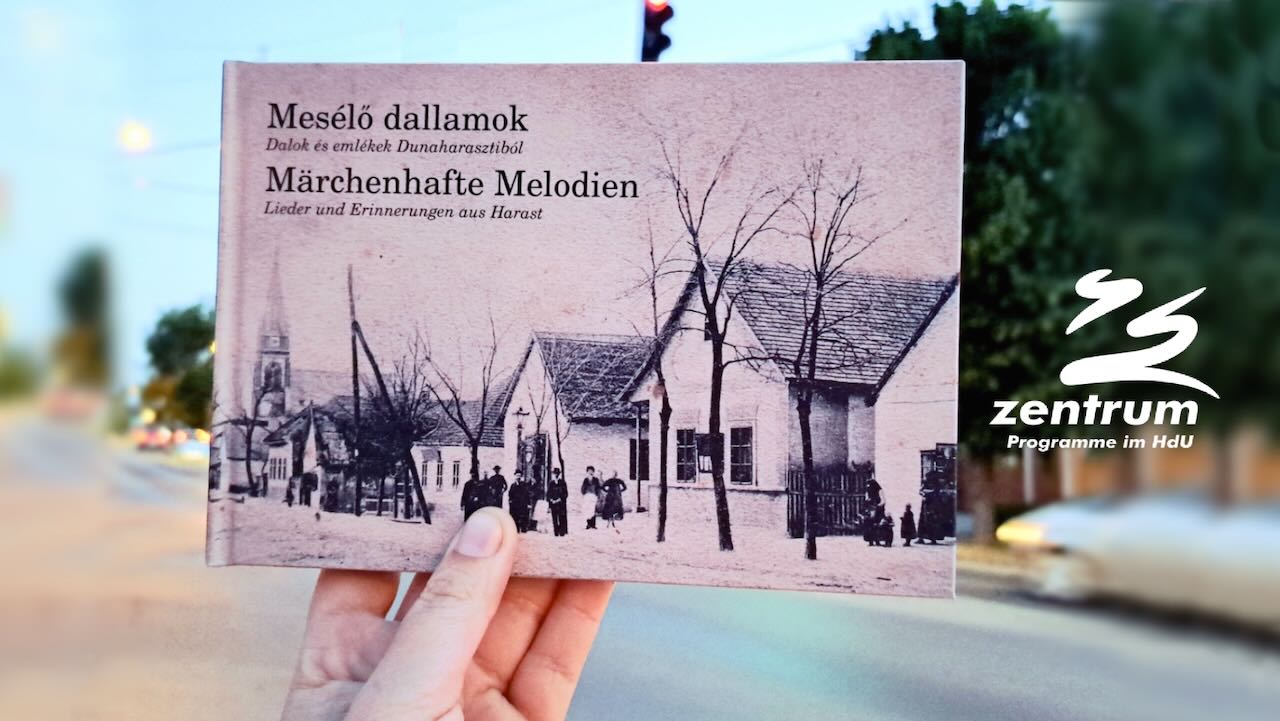 Mesélő dallamok
Dalok és emlékek Dunaharasztiból
Märchenhafte Melodien
Lieder und Erinnerungen aus Harast
zentrum
Programme im HdU